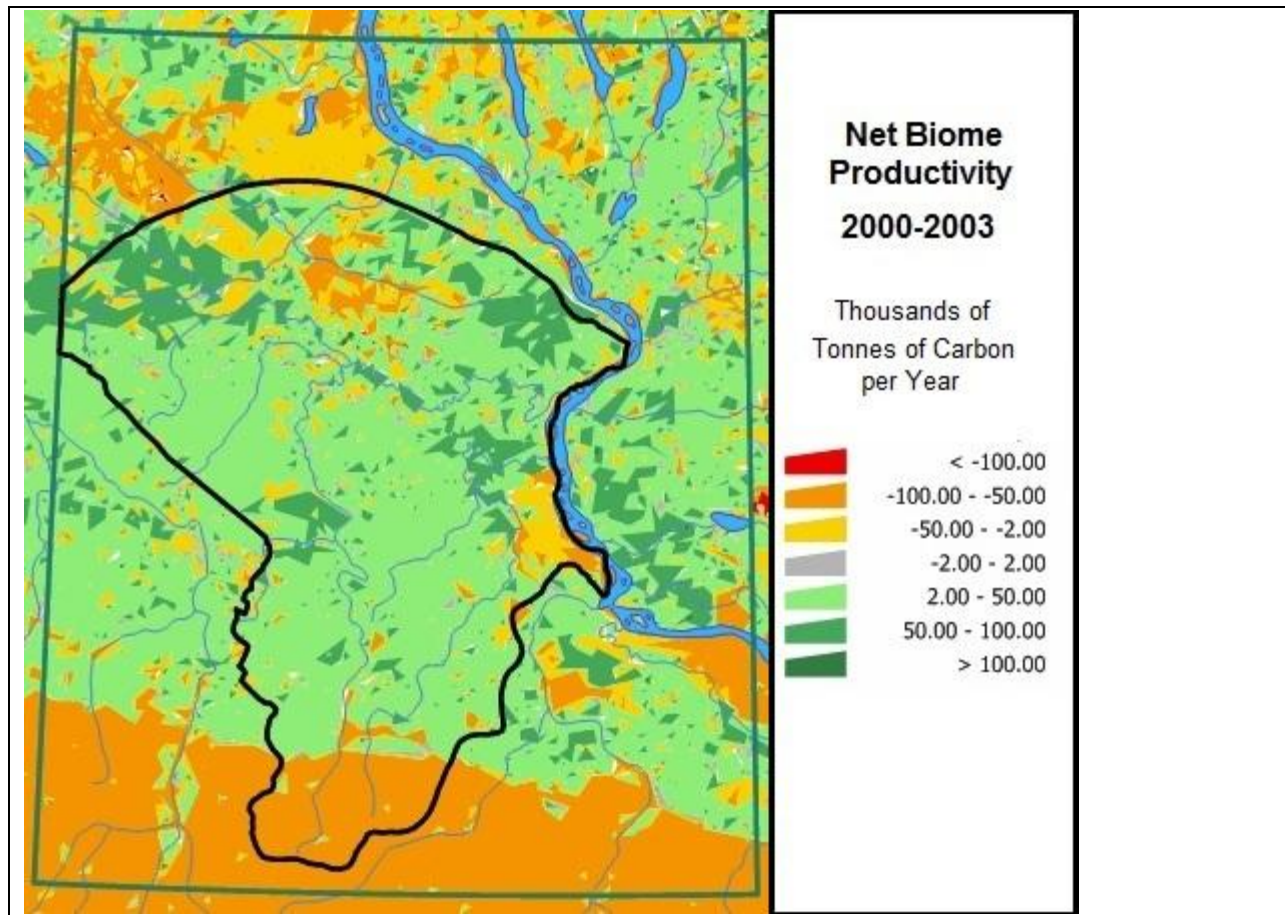 Net Biome
Productivity
2000-2003
Thousands of
Tonnes of Carbon
per Year
< -100.00
-100.00 - -50.00
-50.00 - -2.00
-2.00 - 2.00
2.00 - 50.00
50.00 - 100.00
> 100.00